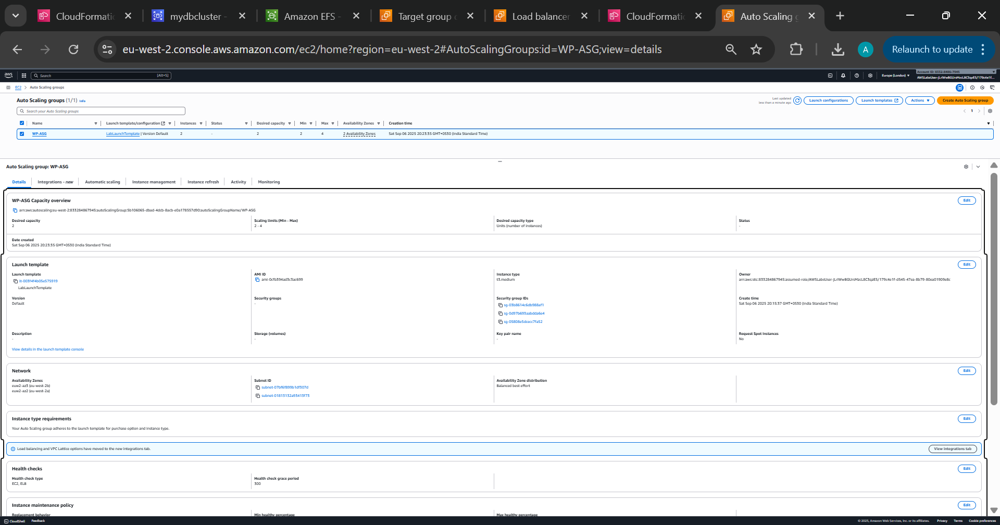 CloudFormati
mydbcluster -
Amazon EFS -
Target group
Load balancer
CloudFormati
Auto Scaling g
eu-west-2.console.aws.amazon.com/ec2/home?region=eu-west-2#AutoScalingGroups:id=WP-ASG;view=details
A
Relaunch to update
aws
Search
[Alt+S]
Europe (London)
Account ID: 8332-8486-7945
EC2 > Auto Scaling groups
Auto Scaling groups (1/1) Info
Last updated
less than a minute ago
Launch configurations
Launch templates
Actions
Create Auto Scaling group
Search your Auto Scaling groups
1
Name
Launch template/configuration
Instances
Status
Desired capacity
Min
Max
Availability Zones
Creation time
WP-ASG
LabLaunchTemplate | Version Default
2
-
2
2
4
2 Availability Zones
Sat Sep 06 2025 20:23:35 GMT+0530 (India Standard Time)
Auto Scaling group: WP-ASG
Details
Integrations - new
Automatic scaling
Instance management
Instance refresh
Activity
Monitoring
WP-ASG Capacity overview
Edit
arn:aws:autoscaling:eu-west-2:833284867945:autoScalingGroup:5b106065-dbad-4dcb-8acb-e0a178557d90:autoScalingGroupName/WP-ASG
Desired capacity
2
Scaling limits (Min - Max)
2 - 4
Desired capacity type
Units (number of instances)
Status
-
Date created
Sat Sep 06 2025 20:23:35 GMT+0530 (India Standard Time)
Launch template
Edit
Launch template
lt-003f4f4b05e575919
LabLaunchTemplate
AMI ID
ami-0cfb394ad3c3ac699
Instance type
t3.medium
Owner
arn:aws:sts::833284867945:assumed-role/AWSLabsUser-jLriWwBGUrsMzcL8C3qzE5/179c4e1f-d545-47ea-8b79-80ea01909e8c
Version
Default
Security groups
-
Security group IDs
sg-03b8614c6db988af1
sg-0d97b693aabdda6e4
sg-05808e5dcecc7fa52
Create time
Sat Sep 06 2025 20:15:37 GMT+0530 (India Standard Time)
Description
-
Storage (volumes)
-
Key pair name
-
Request Spot Instances
No
View details in the launch template console
Network
Edit
Availability Zones
euw2-az3 (eu-west-2b)
euw2-az2 (eu-west-2a)
Subnet ID
subnet-07bf6f899b1df307d
subnet-01813132a93413f73
Availability Zone distribution
Balanced best effort
Instance type requirements
Edit
Your Auto Scaling group adheres to the launch template for purchase option and instance type.
Load balancing and VPC Lattice options have moved to the new integrations tab.
View integrations tab
Health checks
Edit
Health check type
EC2, ELB
Health check grace period
300
Instance maintenance policy
Edit
Replacement behavior
Min healthy percentage
Max healthy percentage
CloudShell
Feedback
© 2025, Amazon Web Services, Inc. or its affiliates.
Privacy
Terms
Cookie preferences